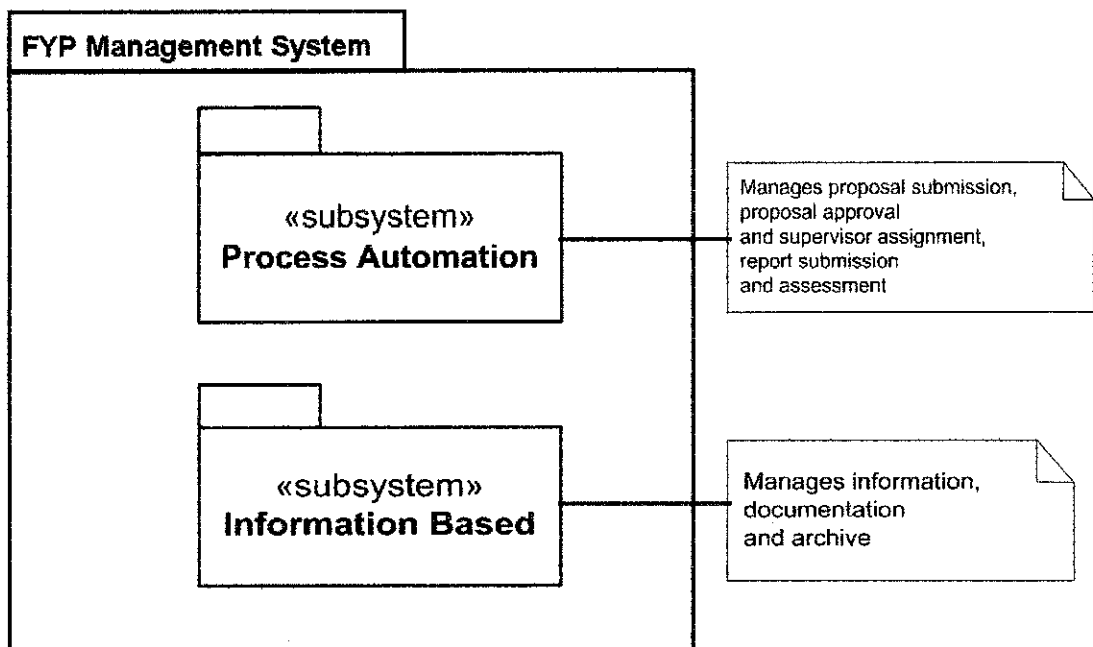 FYP Management System
«subsystem»
Process Automation
Manages proposal submission,
proposal approval
and supervisor assignment,
report submission
and assessment
«subsystem»
Information Based
Manages information,
documentation
and archive